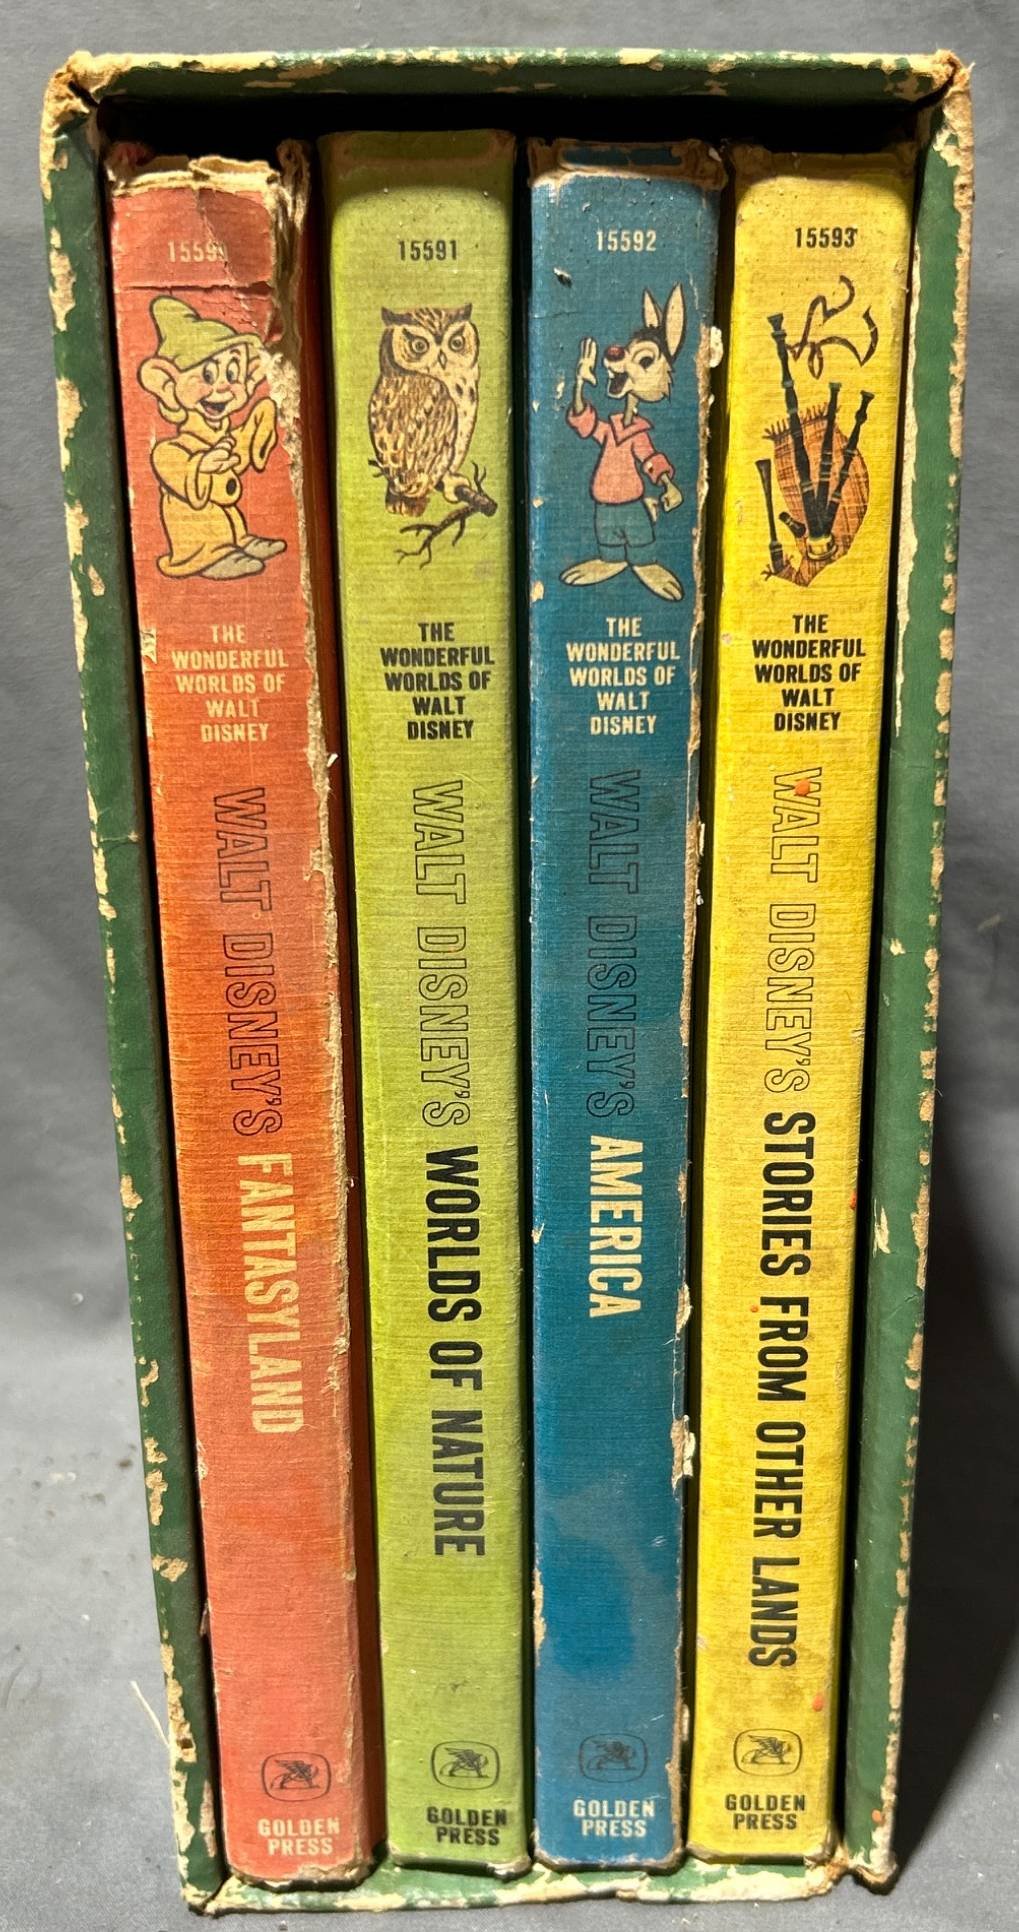 15590
THE
WONDERFUL
WORLDS OF
WALT
DISNEY
WALT DISNEY'S FANTASYLAND
GOLDEN
PRESS
15591
THE
WONDERFUL
WORLDS OF
WALT
DISNEY
WALT DISNEY'S WORLDS OF NATURE
GOLDEN
PRESS
15592
THE
WONDERFUL
WORLDS OF
WALT
DISNEY
WALT DISNEY'S AMERICA
GOLDEN
PRESS
15593
THE
WONDERFUL
WORLDS OF
WALT
DISNEY
WALT DISNEY'S STORIES FROM OTHER LANDS
GOLDEN
PRESS